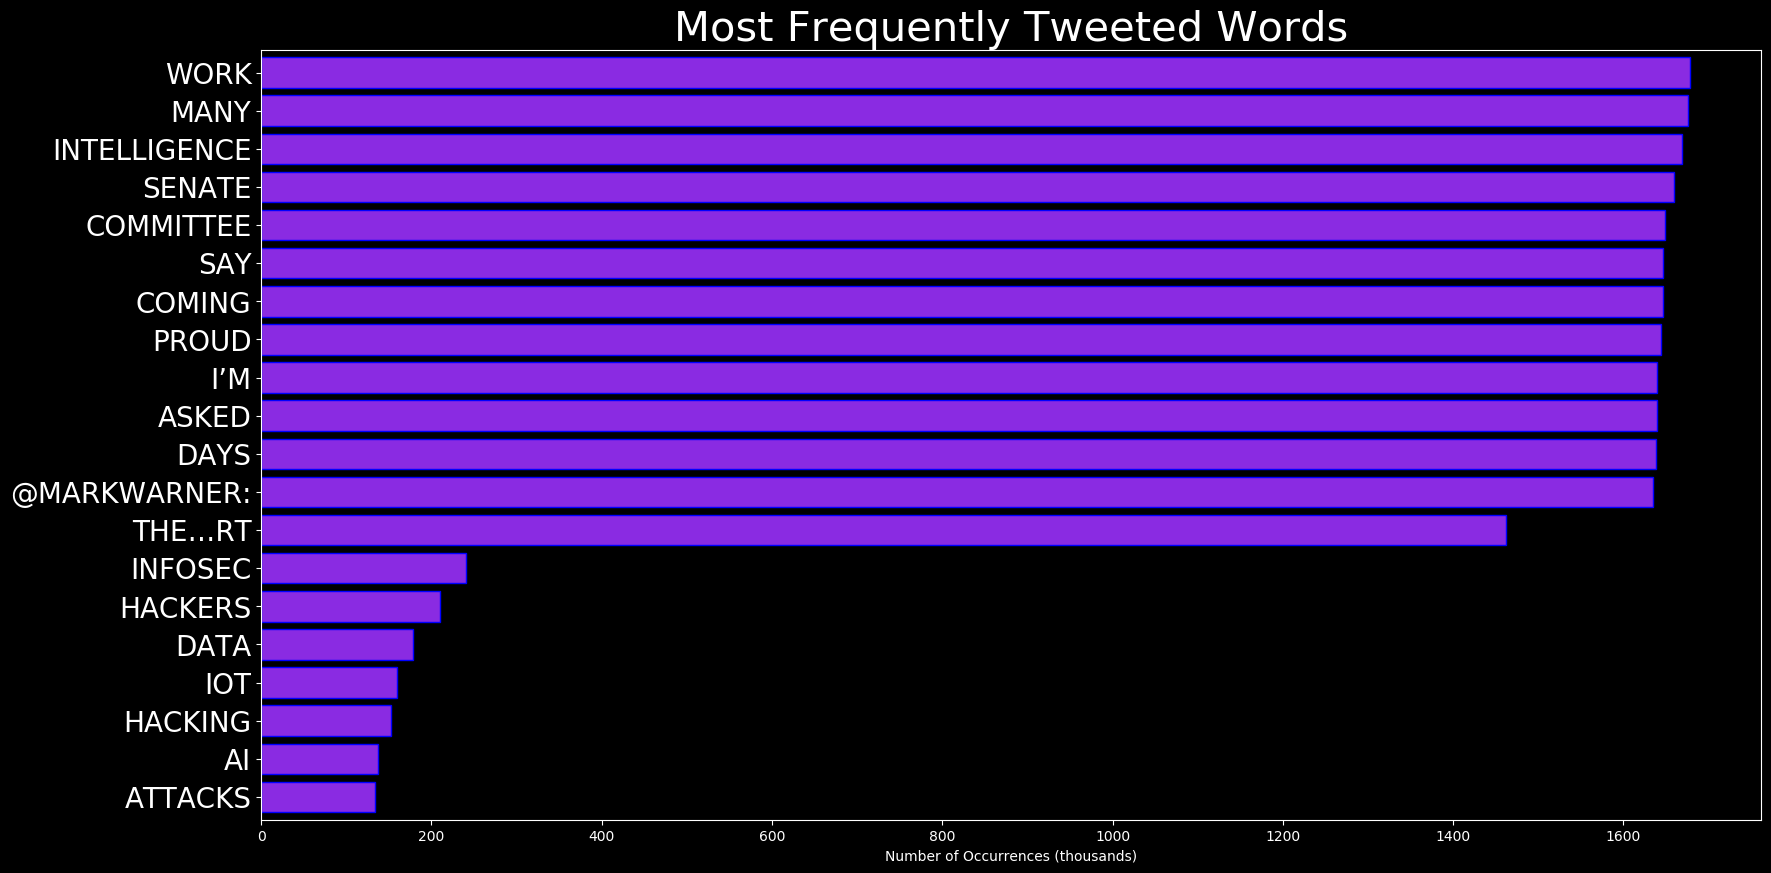 Most Frequently Tweeted Words
WORK
MANY
INTELLIGENCE
SENATE
COMMITTEE
SAY
COMING
PROUD
I’M
ASKED
DAYS
@MARKWARNER:
THE…RT
INFOSEC
HACKERS
DATA
IOT
HACKING
AI
ATTACKS
0 200 400 600 800 1000 1200 1400 1600
Number of Occurrences (thousands)